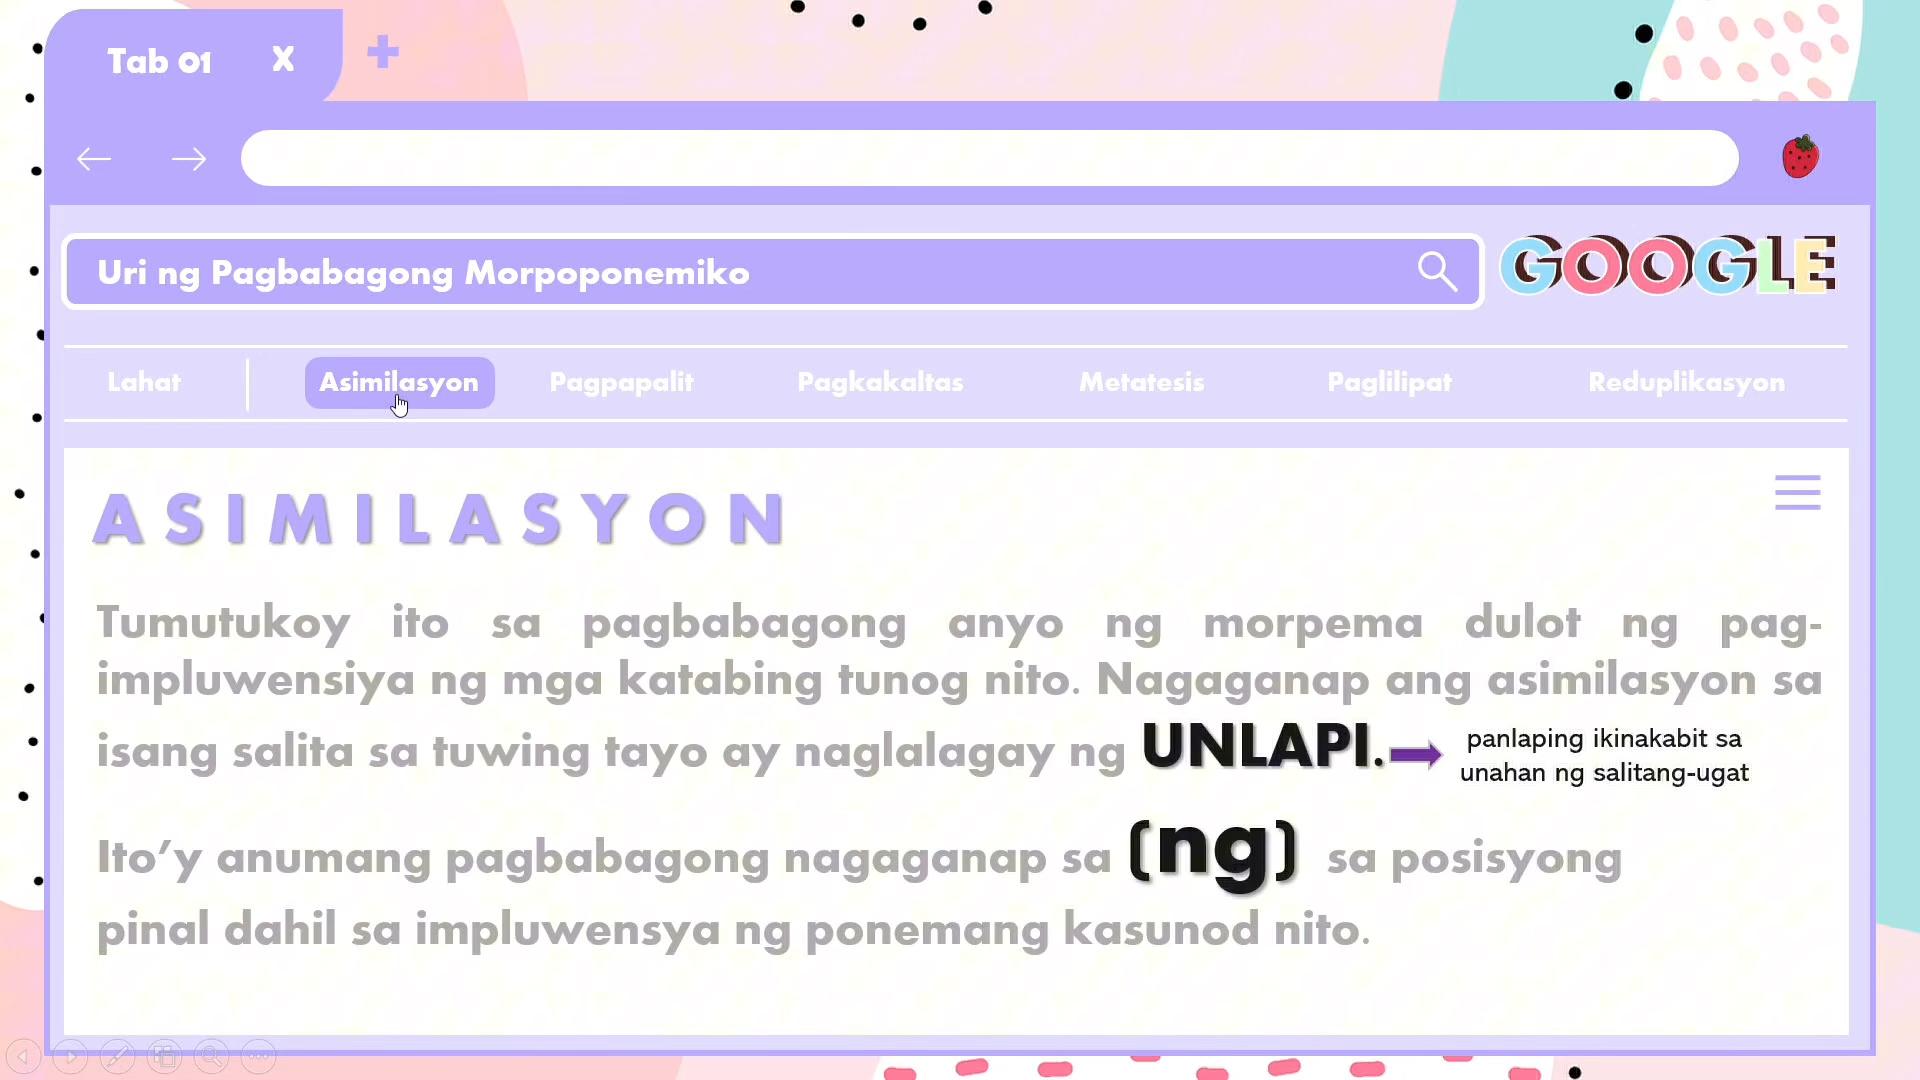 Tab 01 X +
Uri ng Pagbabagong Morpoponemiko
GOOGLE
Lahat Asimilasyon Pagpapalit Pagkakaltas Metatesis Paglilipat Reduplikasyon
ASIMILASYON
Tumutukoy ito sa pagbabagong anyo ng morpema dulot ng pag-
impluwensiya ng mga katabing tunog nito. Nagaganap ang asimilasyon sa
isang salita sa tuwing tayo ay naglalagay ng UNLAPI.
panlaping ikinakabit sa
unahan ng salitang-ugat
Ito’y anumang pagbabagong nagaganap sa (ng) sa posisyong
pinal dahil sa impluwensya ng ponemang kasunod nito.